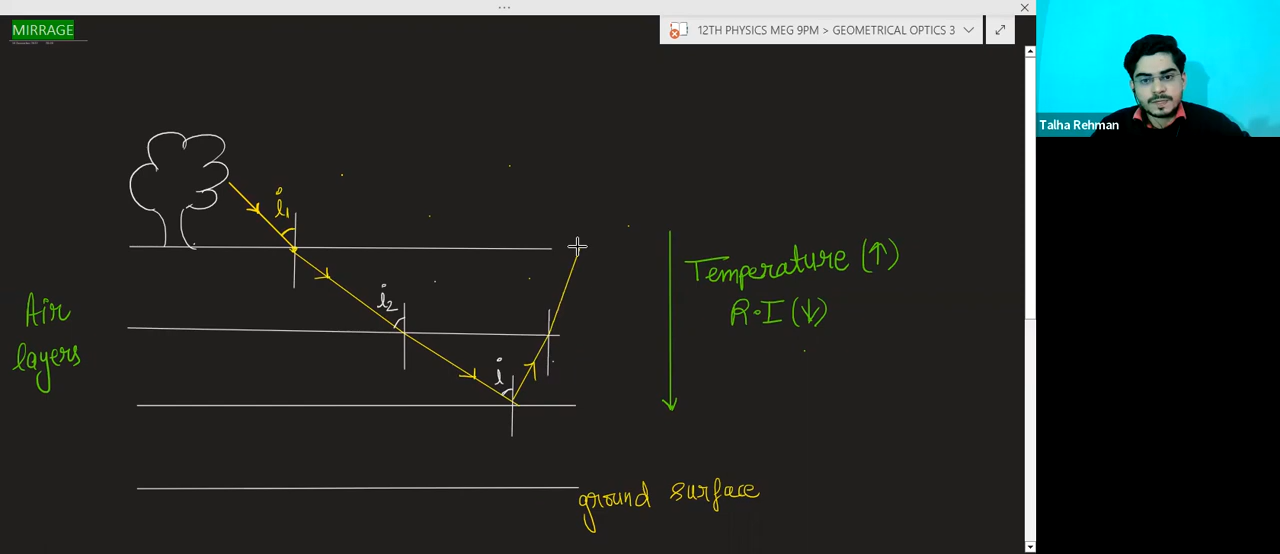 MIRRAGE
12TH PHYSICS MEG 9PM > GEOMETRICAL OPTICS 3
Talha Rehman
i1
i2
i
Air
layers
Temperature (↑)
R.I (↓)
ground surface